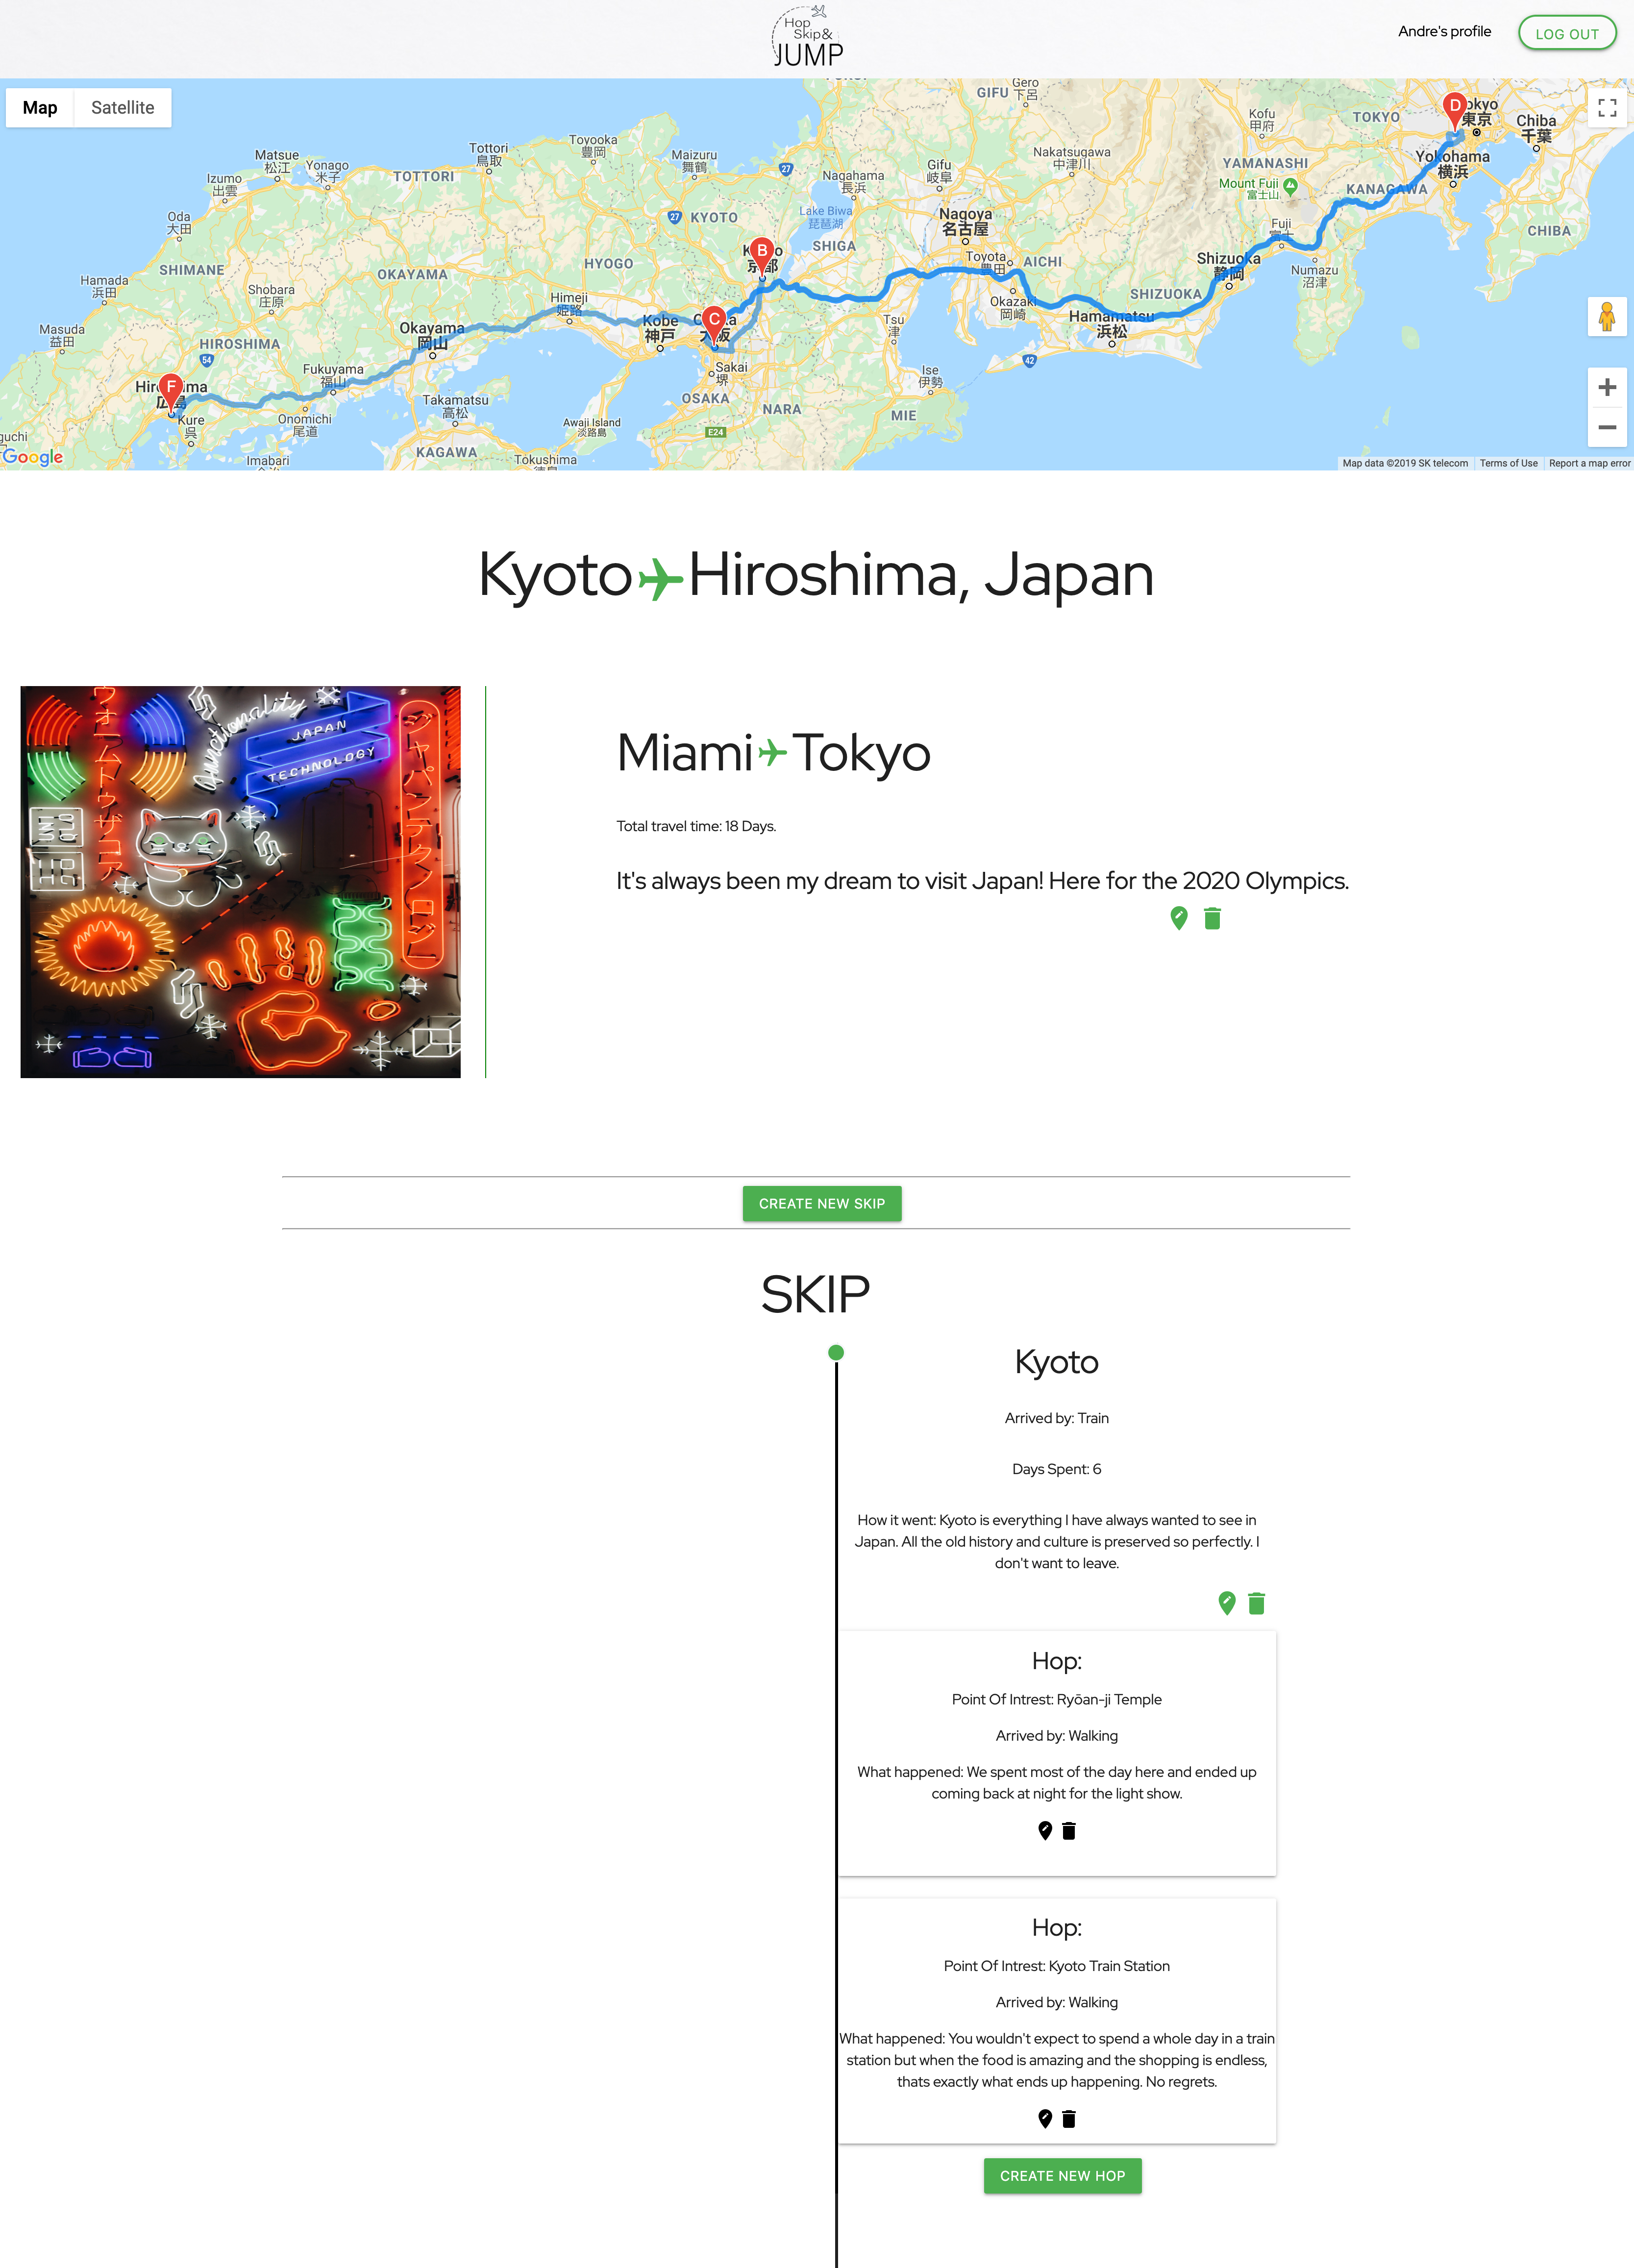 Hop
Skip&
JUMP
Andre's profile
LOG OUT
Map
Satellite
GIFU
Gero
下呂
TOKYO
東京
Kofu
甲府
Chiba
千葉
Toyooka
豊岡
Matsue
松江
Yonago
米子
Tottori
鳥取
Maizuru
舞鶴
27
Gifu
岐阜
Nakatsugawa
中津川
YAMANASHI
Yokohama
横浜
Izumo
出雲
TOTTORI
Nagahama
長浜
Mount Fuji
富士山
KANAGAWA
Oda
大田
27
KYOTO
Lake Biwa
琵琶湖
Nagoya
名古屋
Fuji
富士
CHIBA
SHIMANE
OKAYAMA
HYOGO
B
京都
SHIGA
Toyota
豊田
AICHI
Shizuoka
静岡
Numazu
沼津
Hamada
浜田
Shobara
庄原
Himeji
姫路
SHIZUOKA
Okazaki
岡崎
Masuda
益田
HIROSHIMA
Okayama
岡山
Kobe
神戸
C
大阪
Tsu
津
Hamamatsu
浜松
54
Fukuyama
福山
Sakai
堺
Ise
伊勢
42
F
D
Kure
呉
Onomichi
尾道
Takamatsu
高松
OSAKA
NARA
MIE
Awaji Island
淡路島
E24
KAGAWA
Imabari
Tokushima
Google
Map data ©2019 SK telecom
Terms of Use
Report a map error
Kyoto Hiroshima, Japan
JAPAN
TECHNOLOGY
Miami Tokyo
Total travel time: 18 Days.
It's always been my dream to visit Japan! Here for the 2020 Olympics.
CREATE NEW SKIP
SKIP
Kyoto
Arrived by: Train
Days Spent: 6
How it went: Kyoto is everything I have always wanted to see in
Japan. All the old history and culture is preserved so perfectly. I
don't want to leave.
Hop:
Point Of Intrest: Ryōan-ji Temple
Arrived by: Walking
What happened: We spent most of the day here and ended up
coming back at night for the light show.
Hop:
Point Of Intrest: Kyoto Train Station
Arrived by: Walking
What happened: You wouldn't expect to spend a whole day in a train
station but when the food is amazing and the shopping is endless,
thats exactly what ends up happening. No regrets.
CREATE NEW HOP